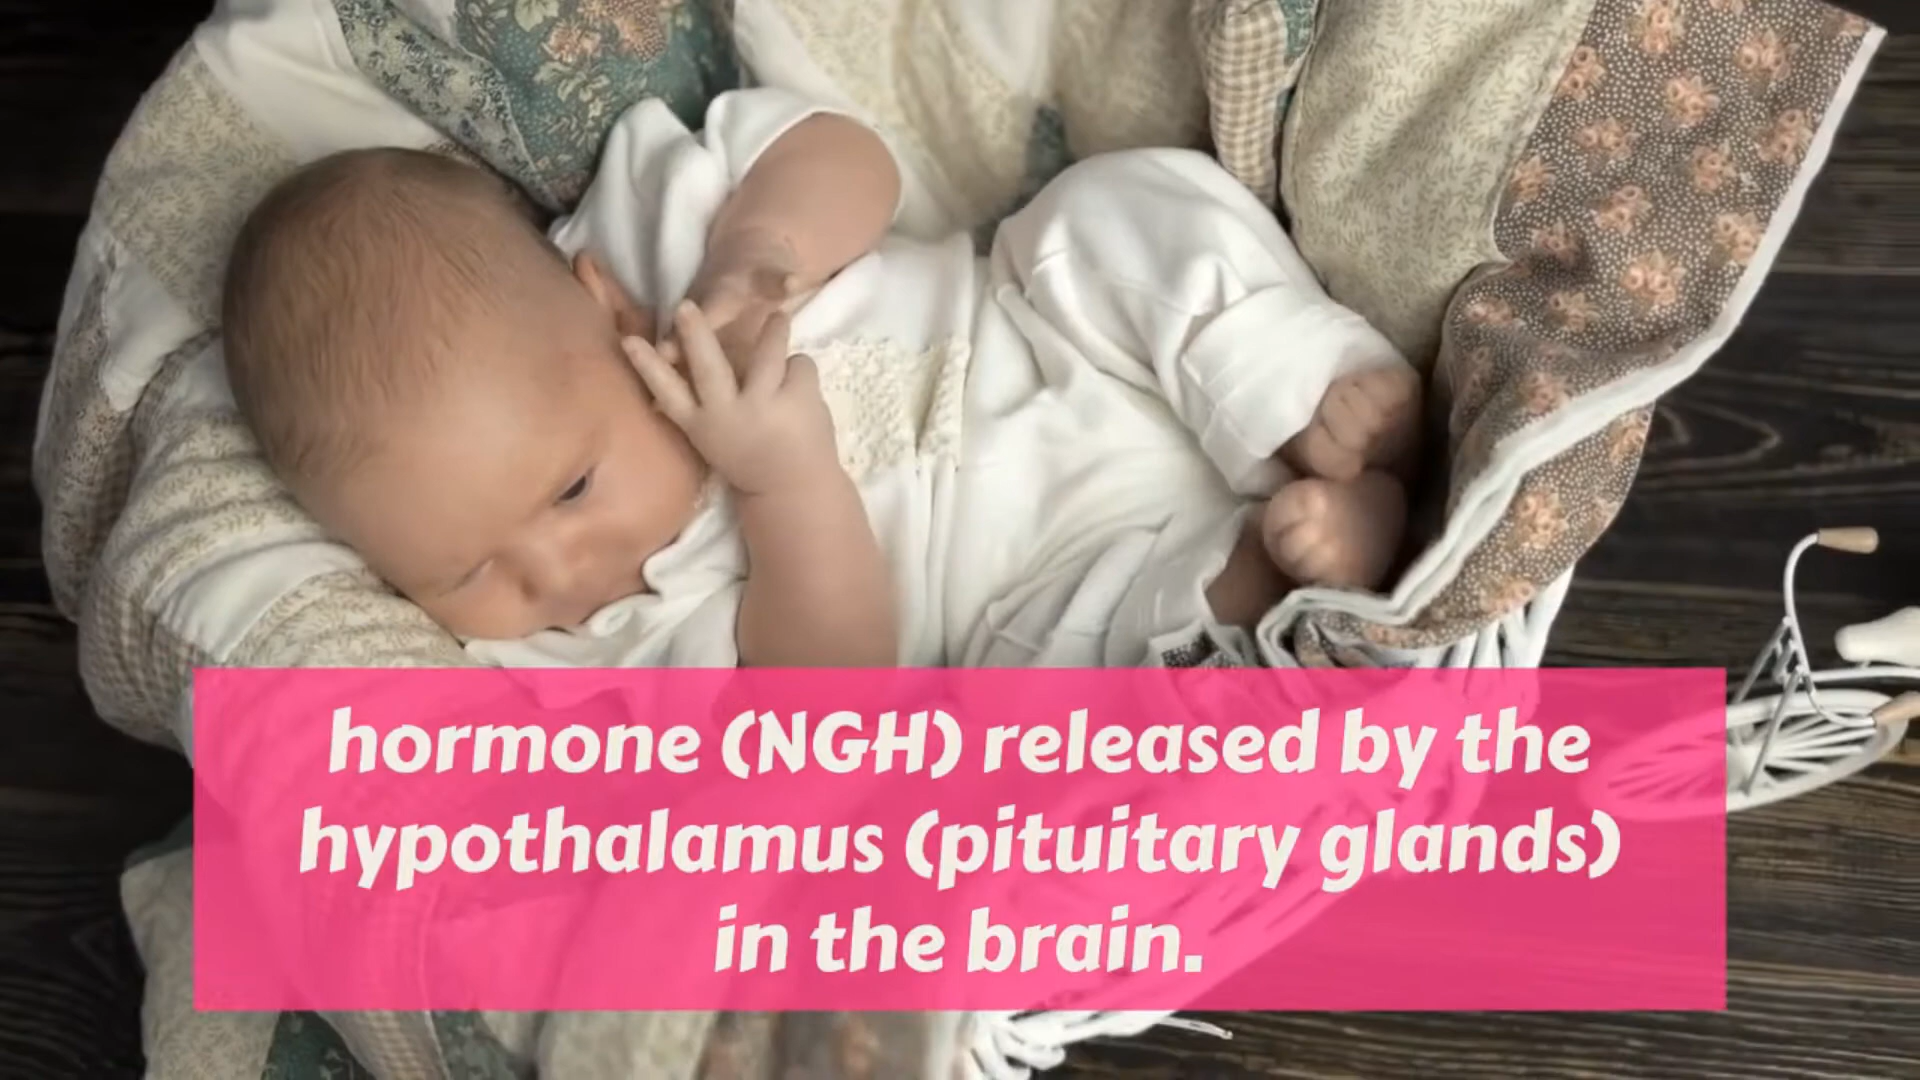 hormone (NGH) released by the
hypothalamus (pituitary glands)
in the brain.